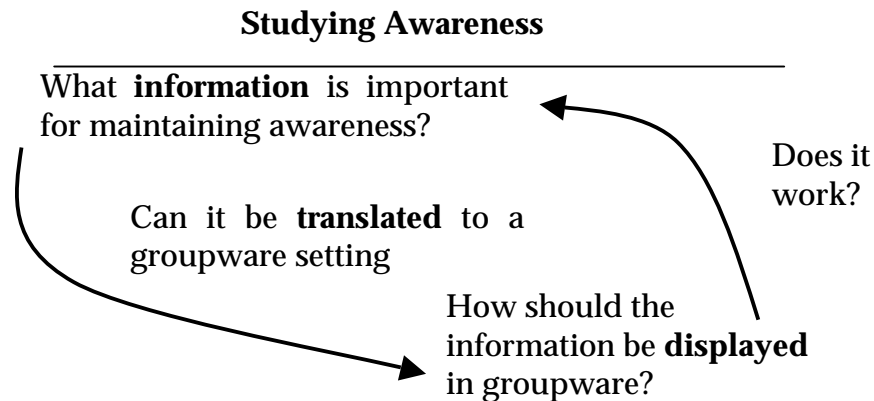 Studying Awareness
What information is important
for maintaining awareness?
Does it
work?
Can it be translated to a
groupware setting
How should the
information be displayed
in groupware?